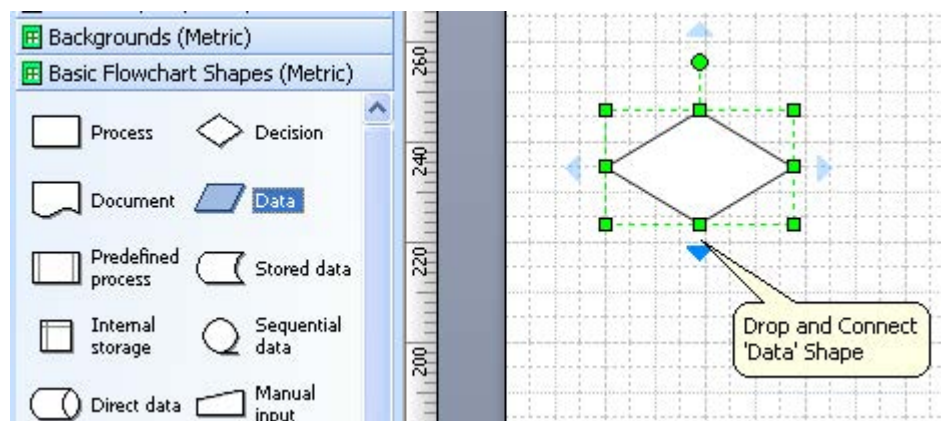 Backgrounds (Metric)
Basic Flowchart Shapes (Metric)
Process
Decision
Document
Data
Predefined
process
Stored data
Internal
storage
Sequential
data
Direct data
Manual
input
260
240
220
200
Drop and Connect
'Data' Shape